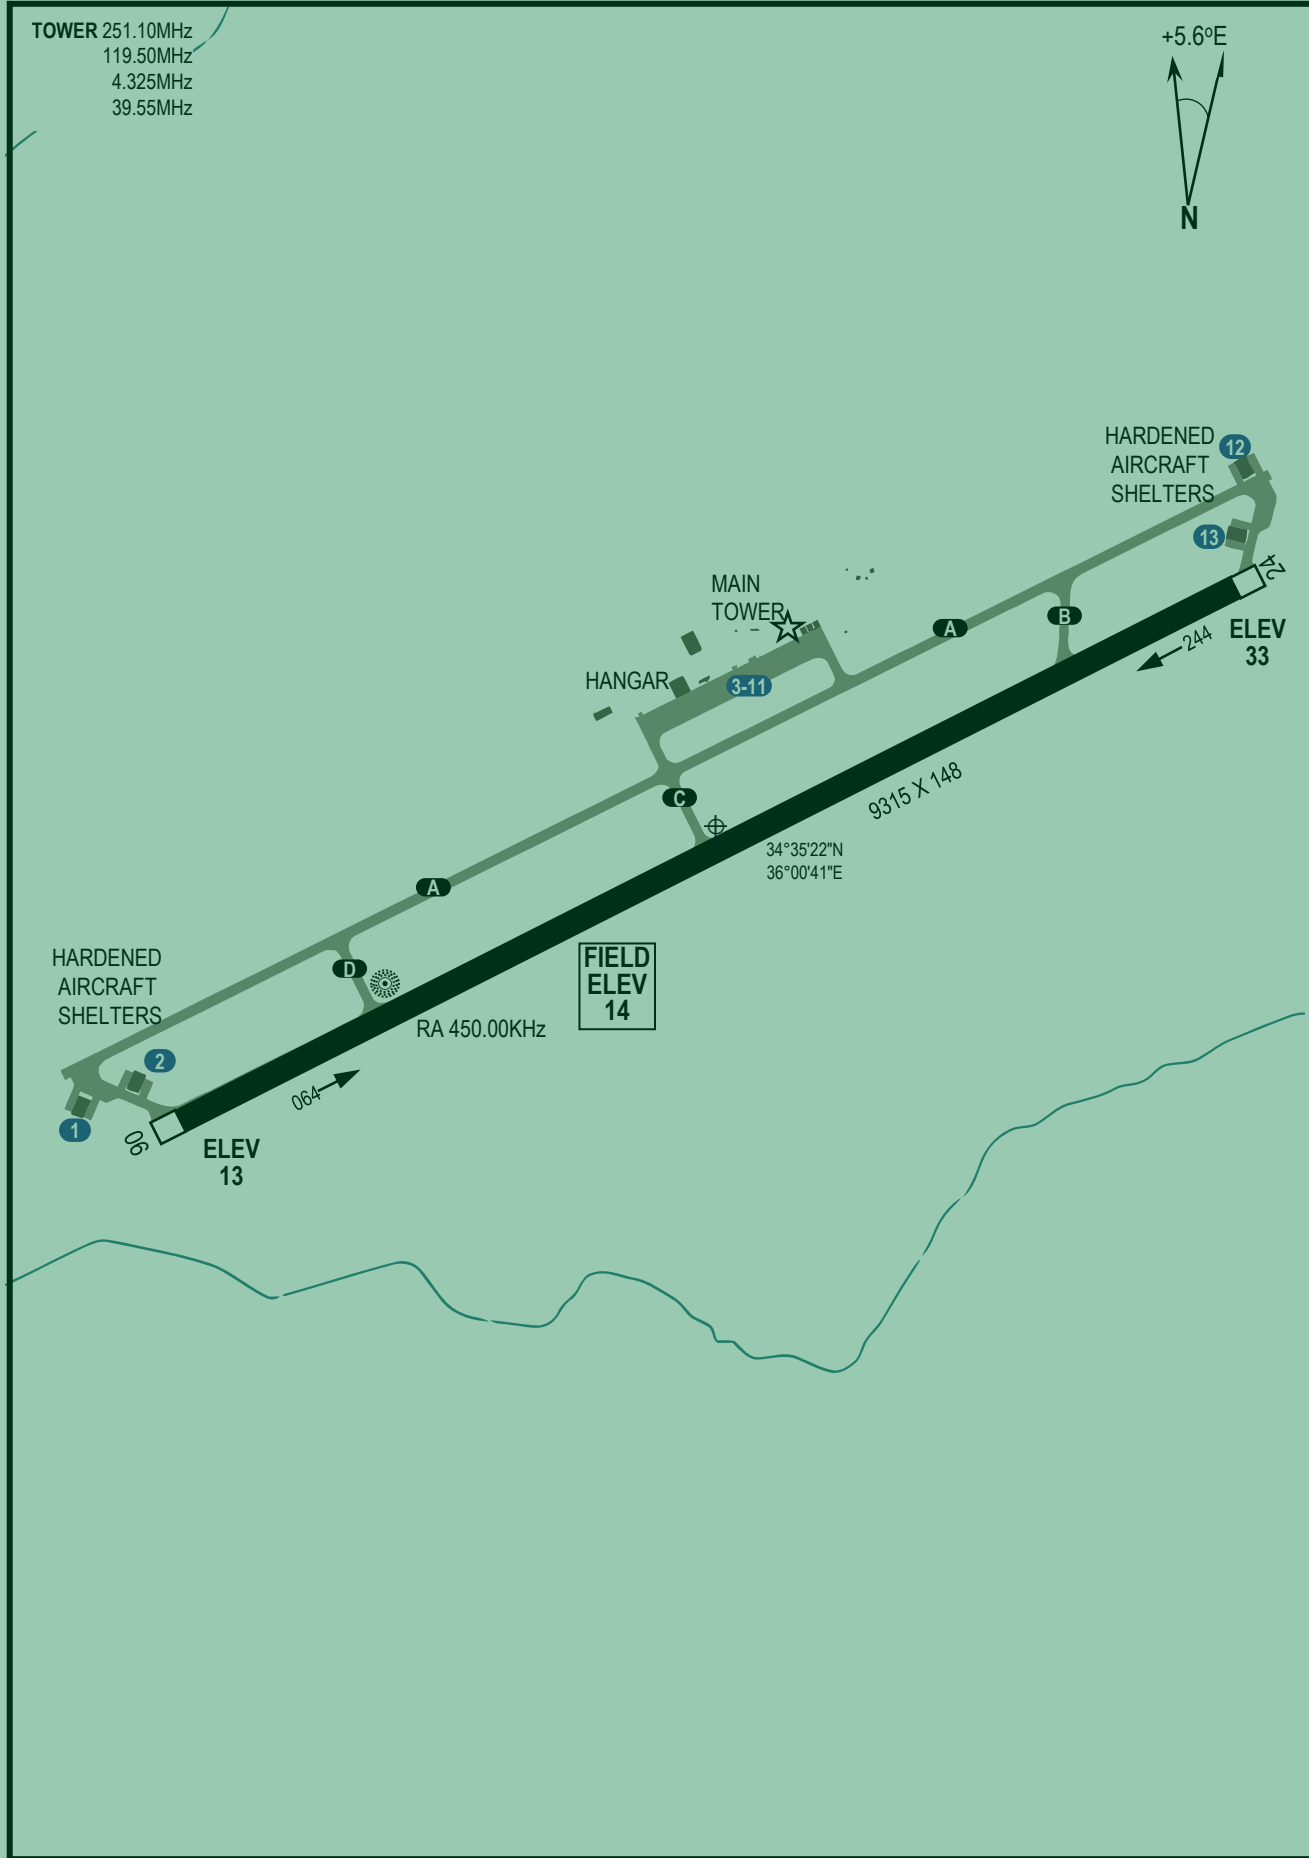 TOWER 251.10MHz
119.50MHz
4.325MHz
39.55MHz
+5.6ºE
N
HARDENED
AIRCRAFT
SHELTERS
12
13
24
MAIN
TOWER
A
B
244
ELEV
33
HANGAR
3-11
C
9315 X 148
34°35'22"N
36°00'41"E
A
HARDENED
AIRCRAFT
SHELTERS
D
FIELD
ELEV
14
RA 450.00KHz
2
064
1
06
ELEV
13